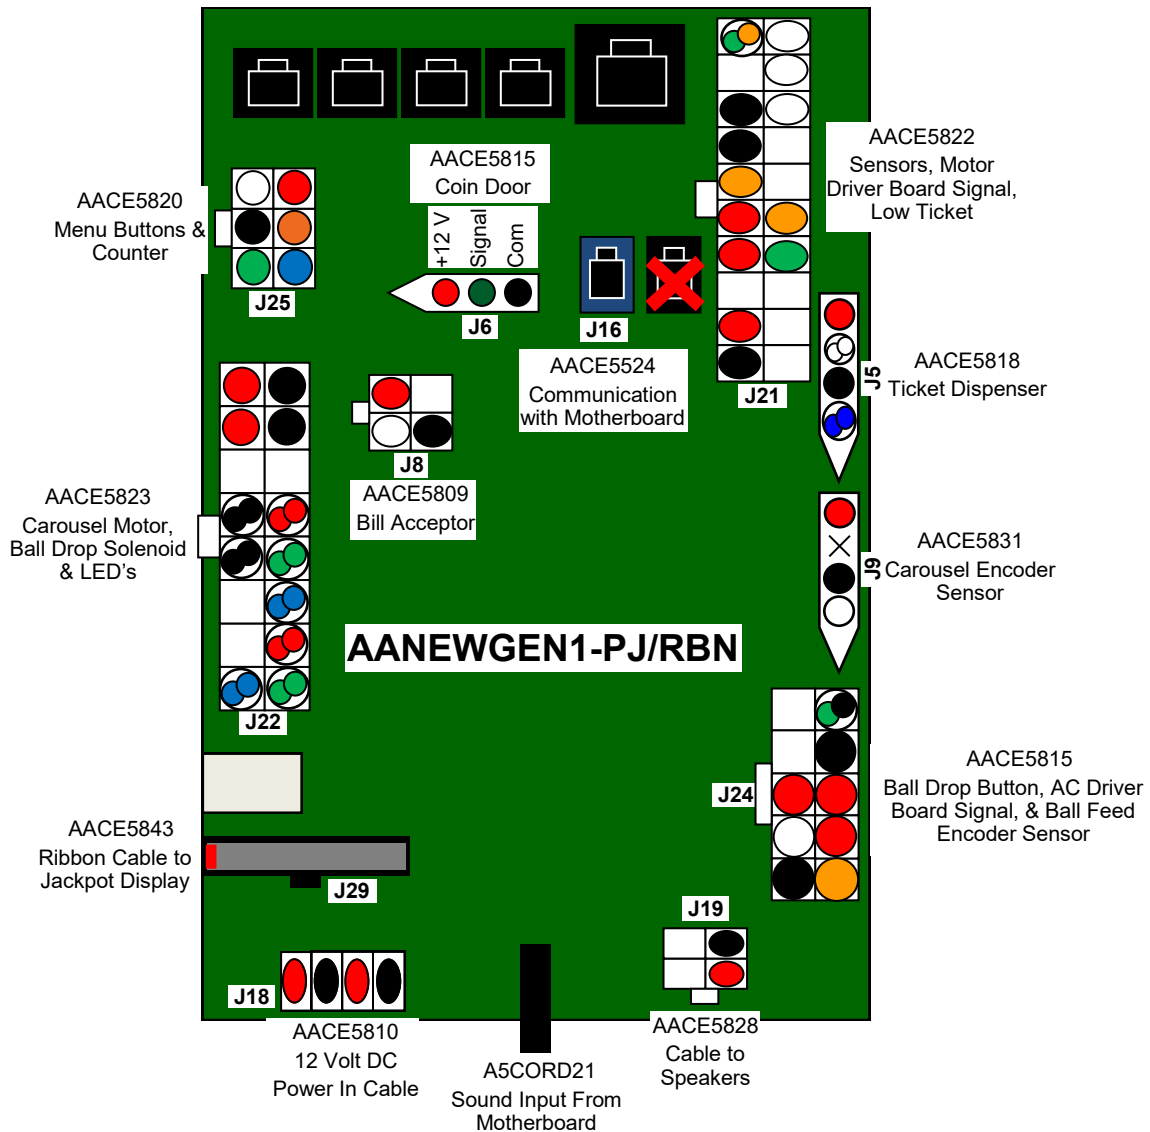 AACE5822
Sensors, Motor
Driver Board Signal,
Low Ticket
AACE5815
Coin Door
+12 V
Signal
Com
J6
AACE5820
Menu Buttons &
Counter
J25
J16
AACE5524
Communication
with Motherboard
J21
J5
AACE5818
Ticket Dispenser
J8
AACE5809
Bill Acceptor
AACE5823
Carousel Motor,
Ball Drop Solenoid
& LED's
J22
J9
AACE5831
Carousel Encoder
Sensor
AANEWGEN1-PJ/RBN
J24
AACE5815
Ball Drop Button, AC Driver
Board Signal, & Ball Feed
Encoder Sensor
AACE5843
Ribbon Cable to
Jackpot Display
J29
J19
J18
AACE5810
12 Volt DC
Power In Cable
A5CORD21
Sound Input From
Motherboard
AACE5828
Cable to
Speakers